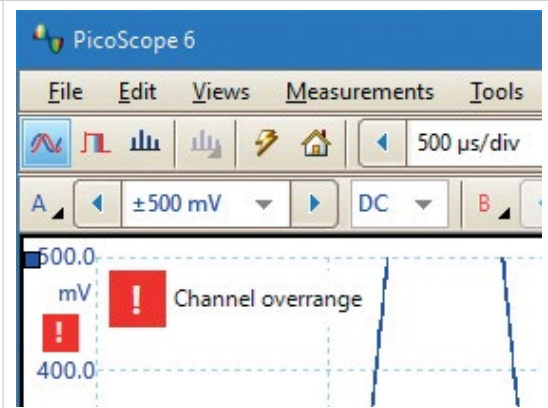 PicoScope 6
File Edit Views Measurements Tools
500 µs/div
A ±500 mV DC B
500.0
mV ! Channel overrange
!
400.0